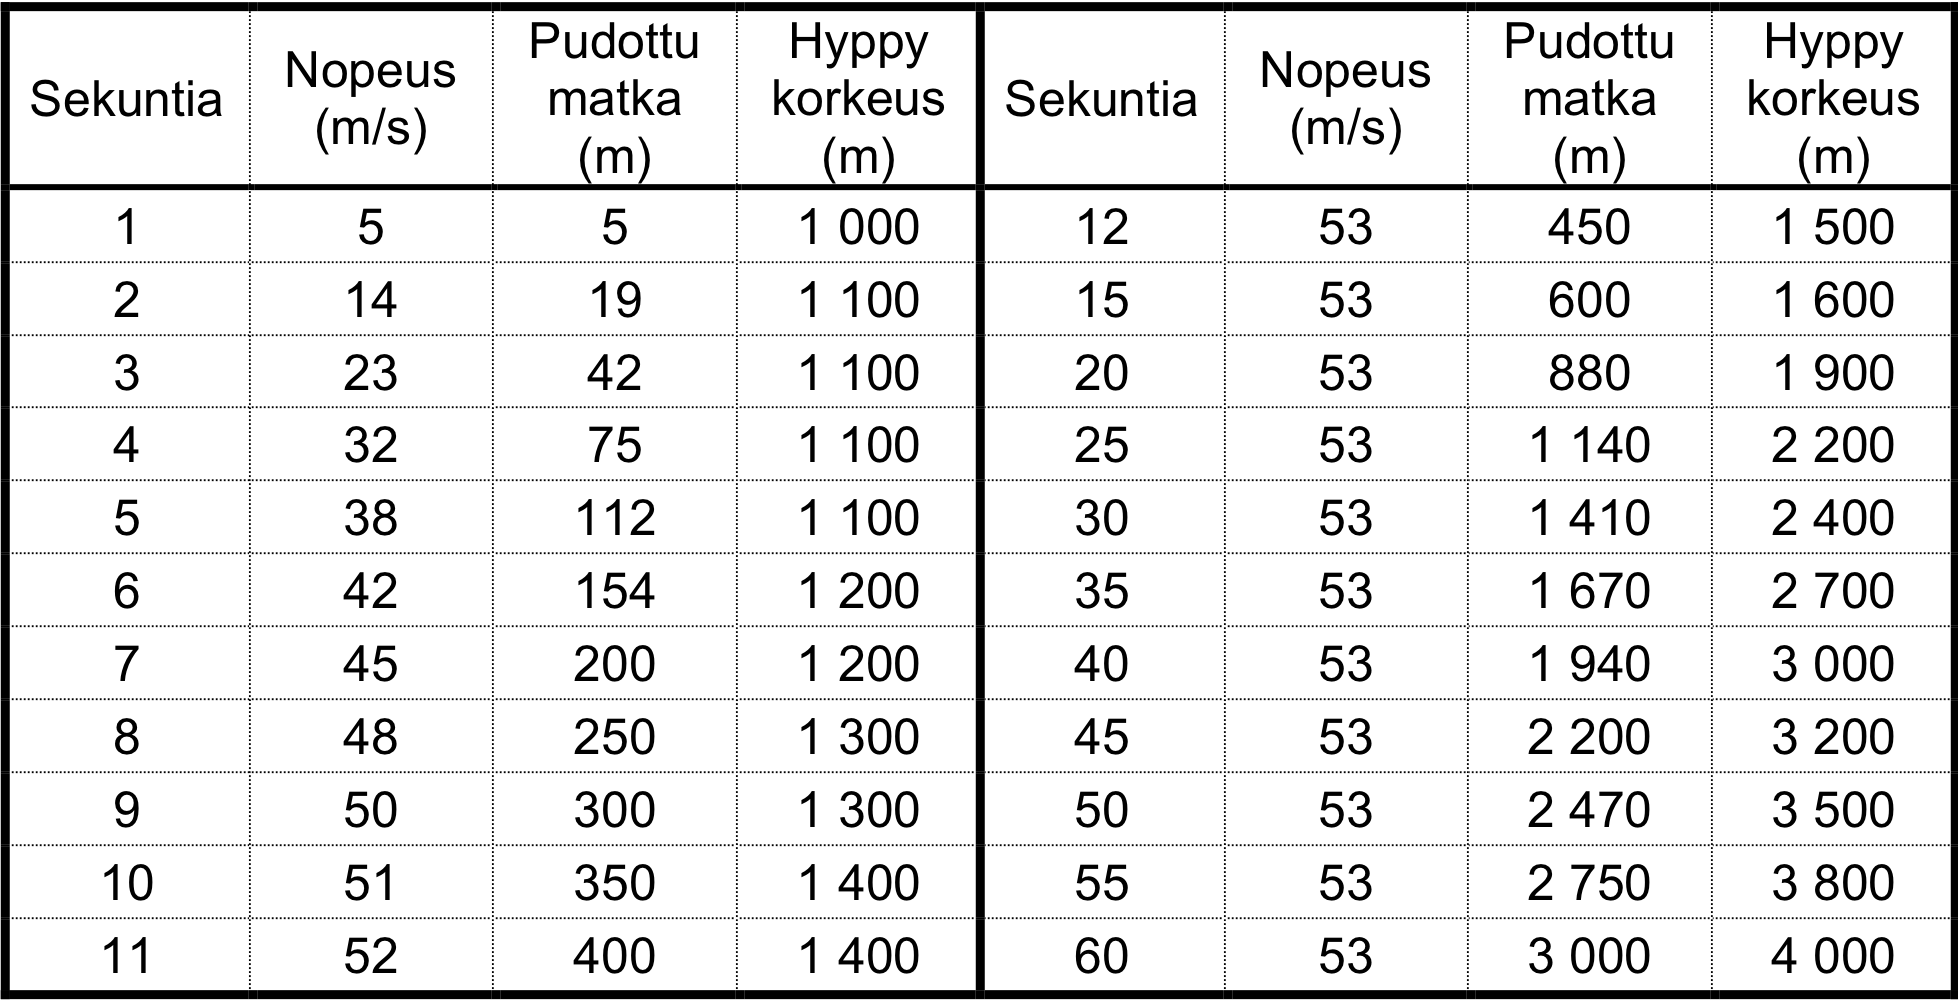 Sekuntia Nopeus (m/s) Pudottu matka (m) Hyppy korkeus (m) Sekuntia Nopeus (m/s) Pudottu matka (m) Hyppy korkeus (m)
1 5 5 1 000 12 53 450 1 500
2 14 19 1 100 15 53 600 1 600
3 23 42 1 100 20 53 880 1 900
4 32 75 1 100 25 53 1 140 2 200
5 38 112 1 100 30 53 1 410 2 400
6 42 154 1 200 35 53 1 670 2 700
7 45 200 1 200 40 53 1 940 3 000
8 48 250 1 300 45 53 2 200 3 200
9 50 300 1 300 50 53 2 470 3 500
10 51 350 1 400 55 53 2 750 3 800
11 52 400 1 400 60 53 3 000 4 000